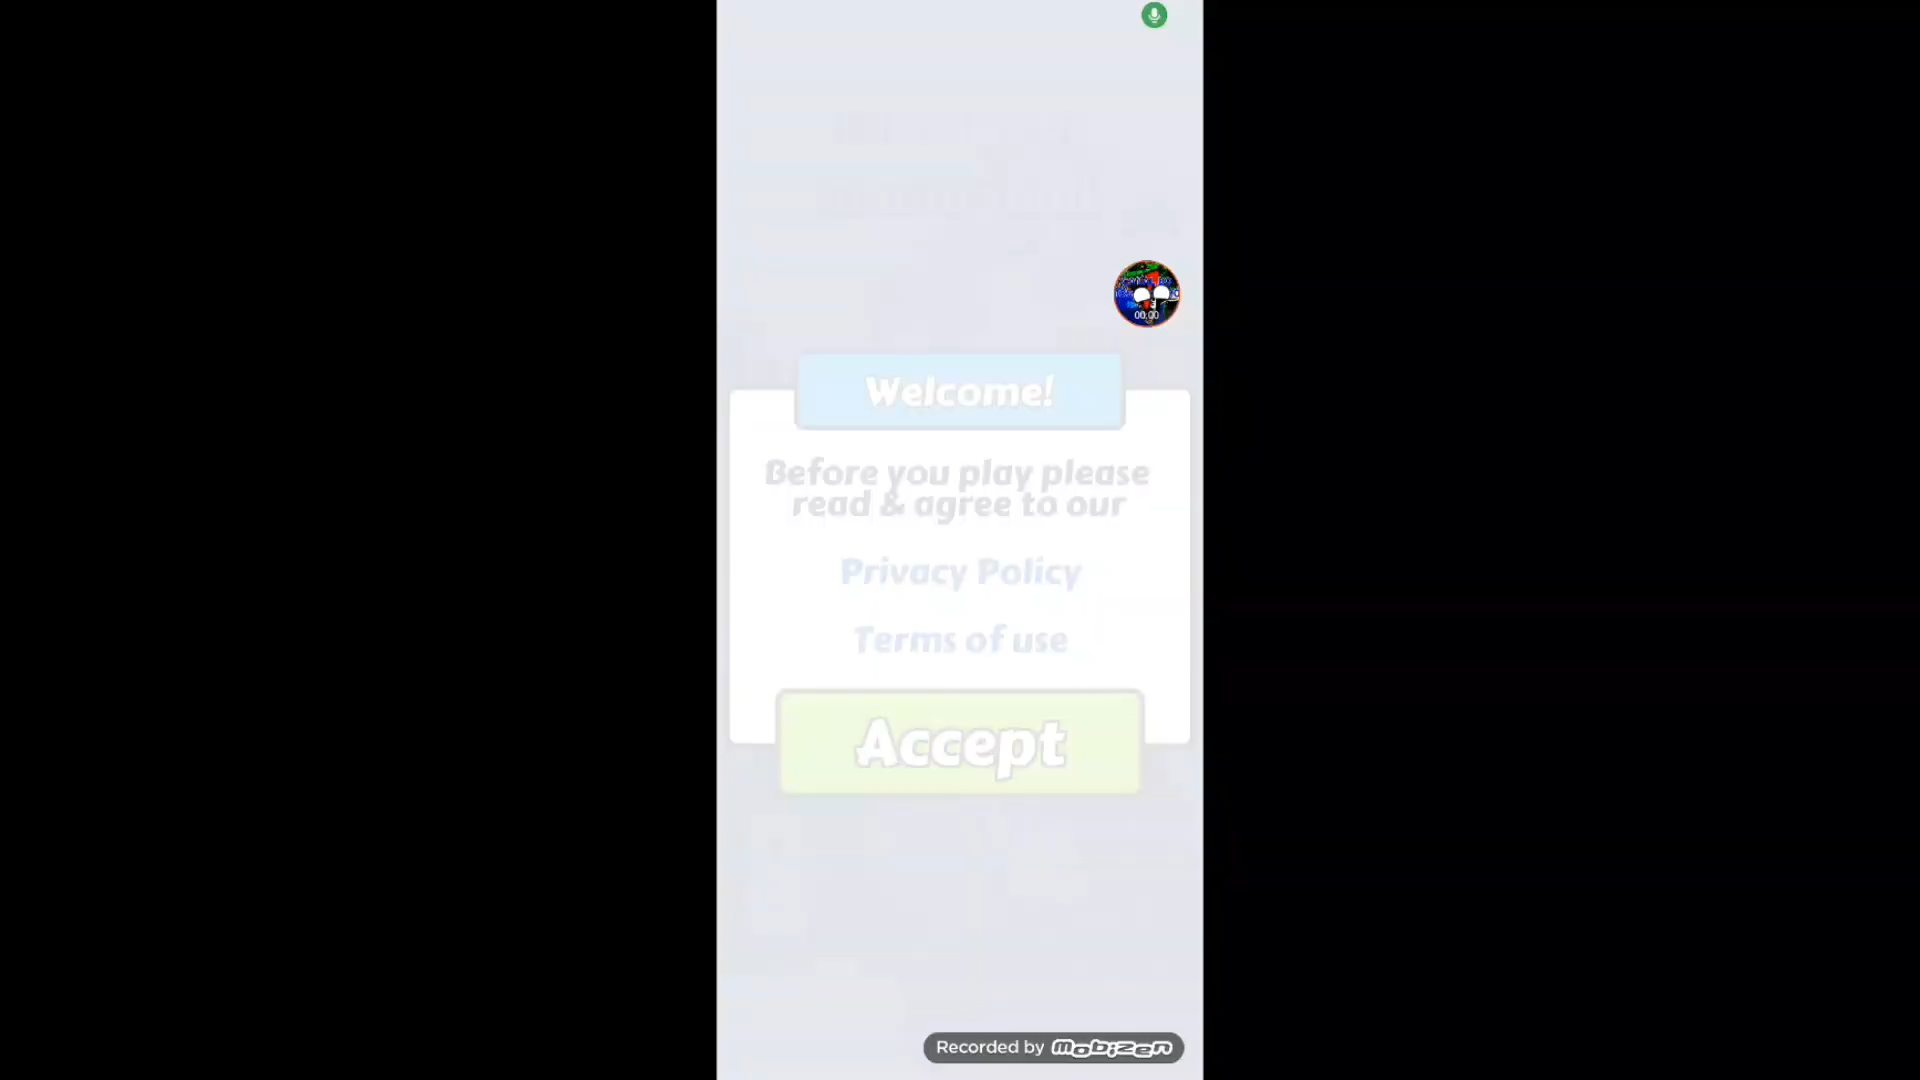 00:00
Welcome!
Before you play please
read & agree to our
Privacy Policy
Terms of use
Accept
Recorded by Mobizen